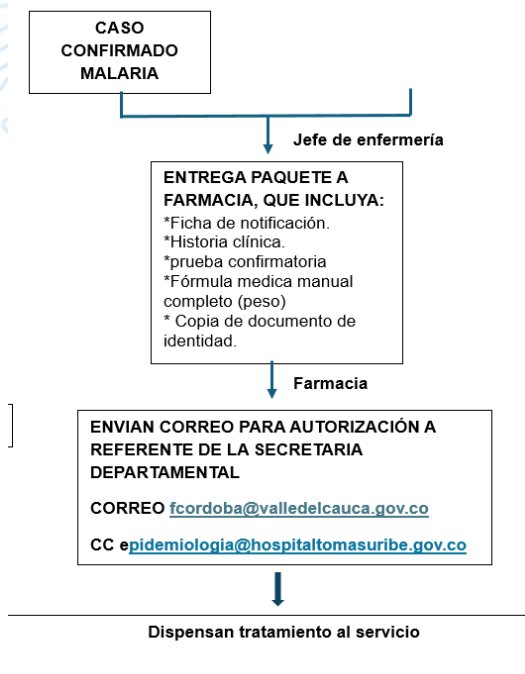 CASO
CONFIRMADO
MALARIA
Jefe de enfermería
ENTREGA PAQUETE A
FARMACIA, QUE INCLUYA:
*Ficha de notificación.
*Historia clínica.
*prueba confirmatoria
*Fórmula medica manual
completo (peso)
* Copia de documento de
identidad.
Farmacia
ENVIAN CORREO PARA AUTORIZACIÓN A
REFERENTE DE LA SECRETARIA
DEPARTAMENTAL
CORREO fcordoba@valledelcauca.gov.co
CC epidemiologia@hospitaltomasuribe.gov.co
Dispensan tratamiento al servicio